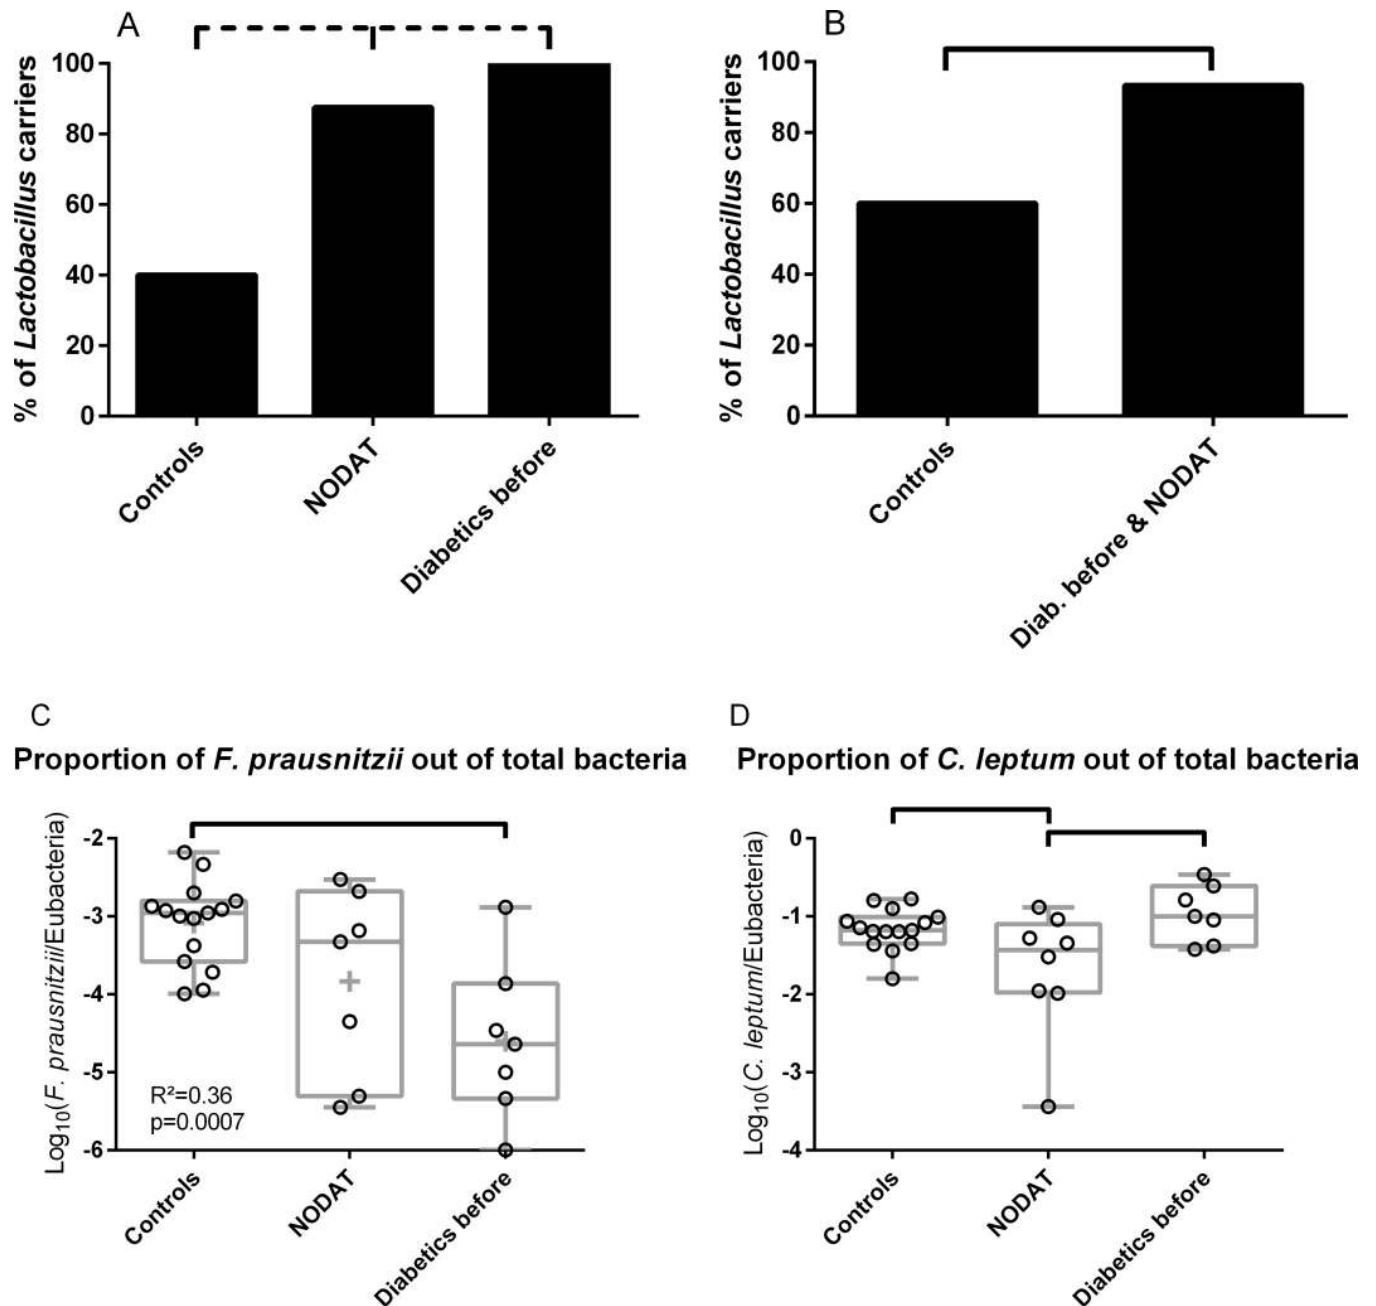 A
% of Lactobacillus carriers
100
80
60
40
20
0
Controls
NODAT
Diabetics before
B
% of Lactobacillus carriers
100
80
60
40
20
0
Controls
Diab. before & NODAT
C
Proportion of F. prausnitzii out of total bacteria
Log₁₀(F. prausnitzii/Eubacteria)
-2
-3
-4
-5
-6
R²=0.36
p=0.0007
Controls
NODAT
Diabetics before
D
Proportion of C. leptum out of total bacteria
Log₁₀(C. leptum/Eubacteria)
0
-1
-2
-3
-4
Controls
NODAT
Diabetics before